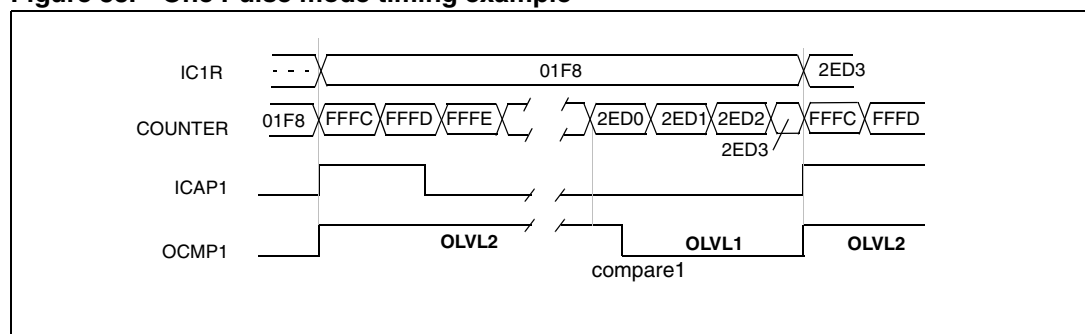 Figure 38. One Pulse mode timing example
IC1R - - - 01F8 2ED3
COUNTER 01F8 FFFC FFFD FFFE 2ED0 2ED1 2ED2 FFFC FFFD
2ED3
ICAP1
OCMP1 OLVL2 OLVL1 OLVL2
compare1